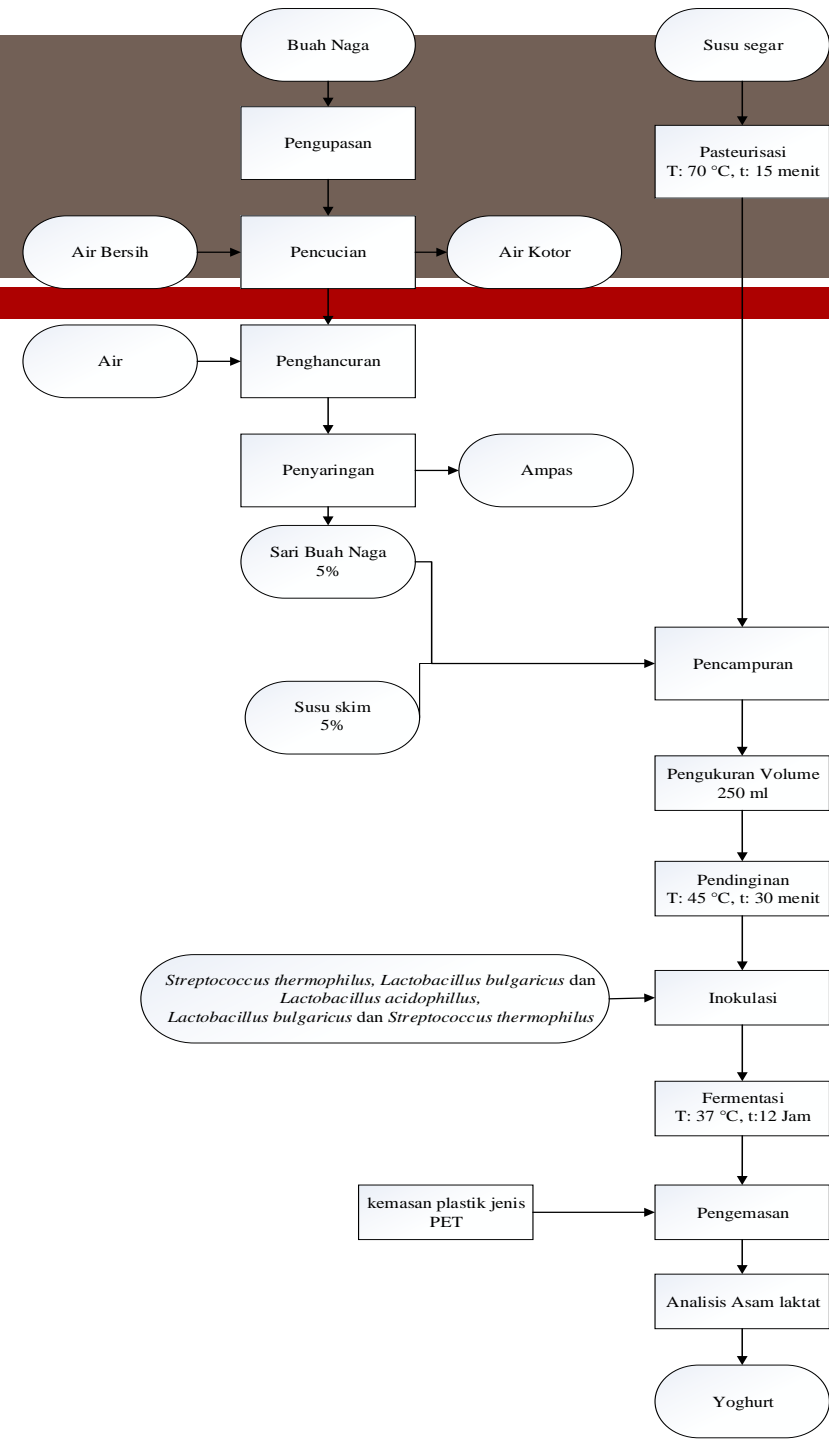 Buah Naga
Susu segar
Pengupasan
Pasteurisasi
T: 70 °C, t: 15 menit
Air Bersih
Pencucian
Air Kotor
Air
Penghancuran
Penyaringan
Ampas
Sari Buah Naga
5%
Pencampuran
Susu skim
5%
Pengukuran Volume
250 ml
Pendinginan
T: 45 °C, t: 30 menit
Streptococcus thermophilus, Lactobacillus bulgaricus dan
Lactobacillus acidophillus,
Lactobacillus bulgaricus dan Streptococcus thermophilus
Inokulasi
Fermentasi
T: 37 °C, t:12 Jam
kemasan plastik jenis
PET
Pengemasan
Analisis Asam laktat
Yoghurt